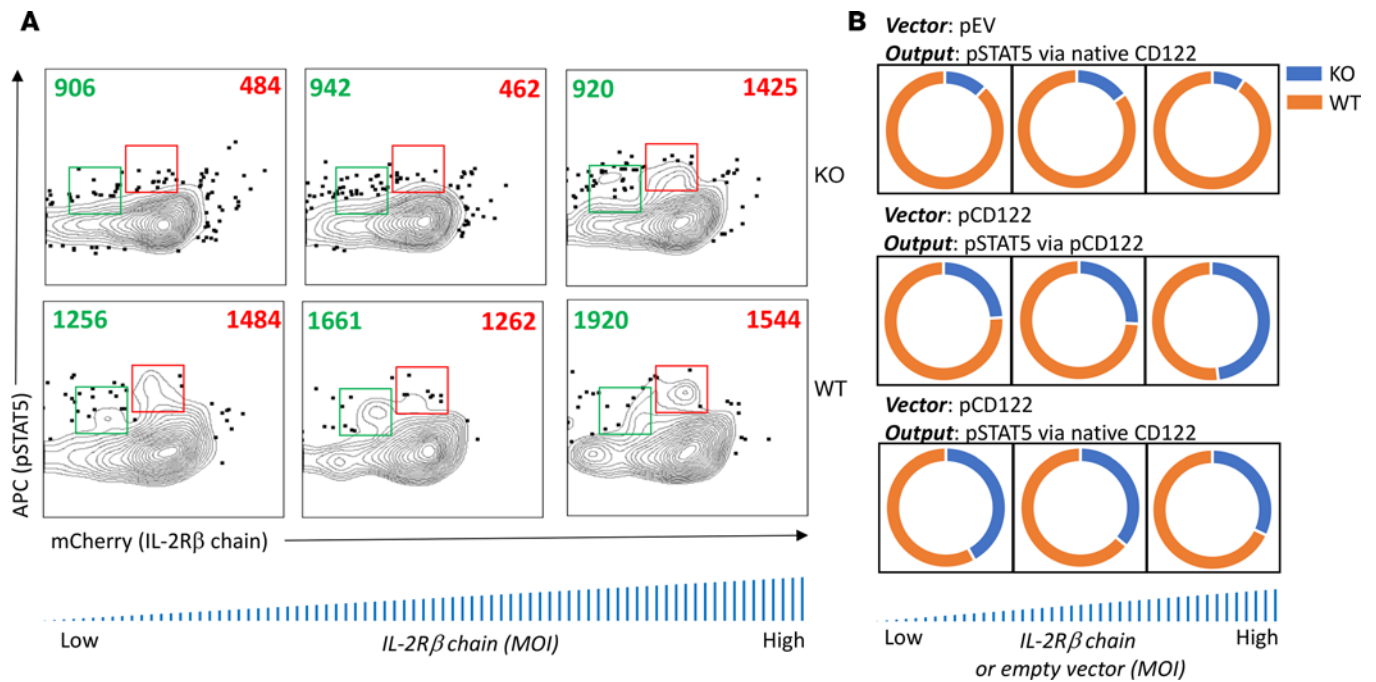 A
906 484
942 462
920 1425
KO
1256 1484
1661 1262
1920 1544
WT
APC (pSTAT5)
mCherry (IL-2Rβ chain)
Low IL-2Rβ chain (MOI) High
B
Vector: pEV
Output: pSTAT5 via native CD122
KO
WT
Vector: pCD122
Output: pSTAT5 via pCD122
Vector: pCD122
Output: pSTAT5 via native CD122
Low IL-2Rβ chain High
or empty vector (MOI)